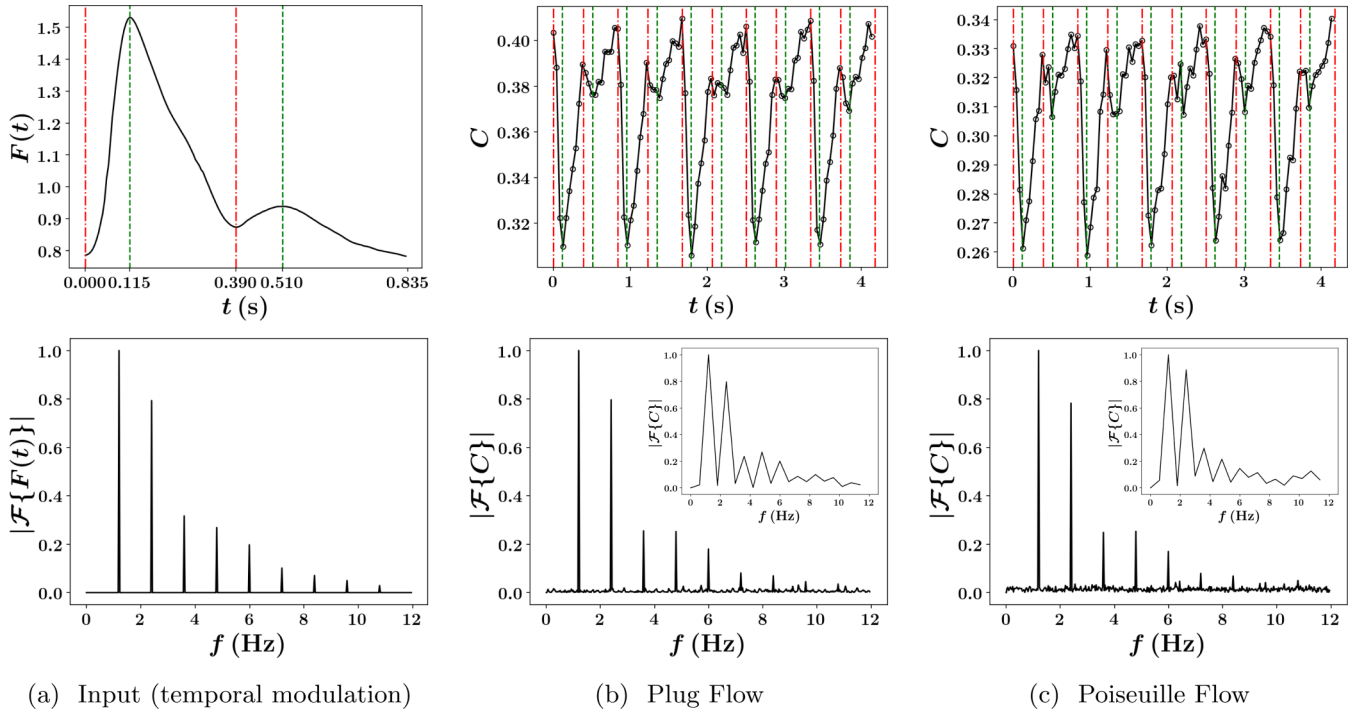 1.5
1.4
1.3
1.2
1.1
1.0
0.9
0.8
F(t)
0.000 0.115 0.390 0.510 0.835
t (s)
0.40
0.38
0.36
0.34
0.32
C
0 1 2 3 4
t (s)
0.34
0.33
0.32
0.31
0.30
0.29
0.28
0.27
0.26
C
0 1 2 3 4
t (s)
1.0
0.8
0.6
0.4
0.2
0.0
|ℱ{F(t)}|
0 2 4 6 8 10 12
f (Hz)
1.0
0.8
0.6
0.4
0.2
0.0
|ℱ{C}|
0 2 4 6 8 10 12
f (Hz)
1.0
0.8
0.6
0.4
0.2
0.0
|ℱ{C}|
0 2 4 6 8 10 12
f (Hz)
1.0
0.8
0.6
0.4
0.2
0.0
|ℱ{C}|
0 2 4 6 8 10 12
f (Hz)
1.0
0.8
0.6
0.4
0.2
0.0
|ℱ{C}|
0 2 4 6 8 10 12
f (Hz)
(a) Input (temporal modulation)
(b) Plug Flow
(c) Poiseuille Flow